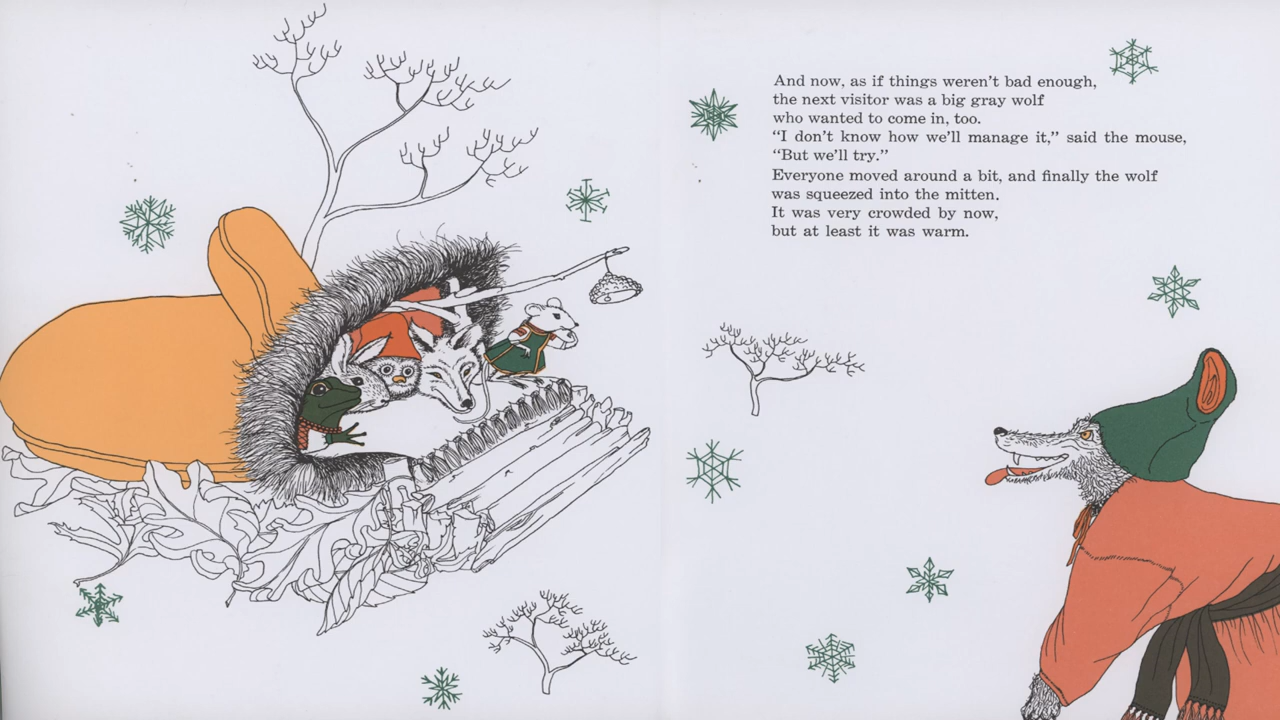 And now, as if things weren't bad enough,
the next visitor was a big gray wolf
who wanted to come in, too.
“I don't know how we'll manage it,” said the mouse,
“But we'll try.”
Everyone moved around a bit, and finally the wolf
was squeezed into the mitten.
It was very crowded by now,
but at least it was warm.